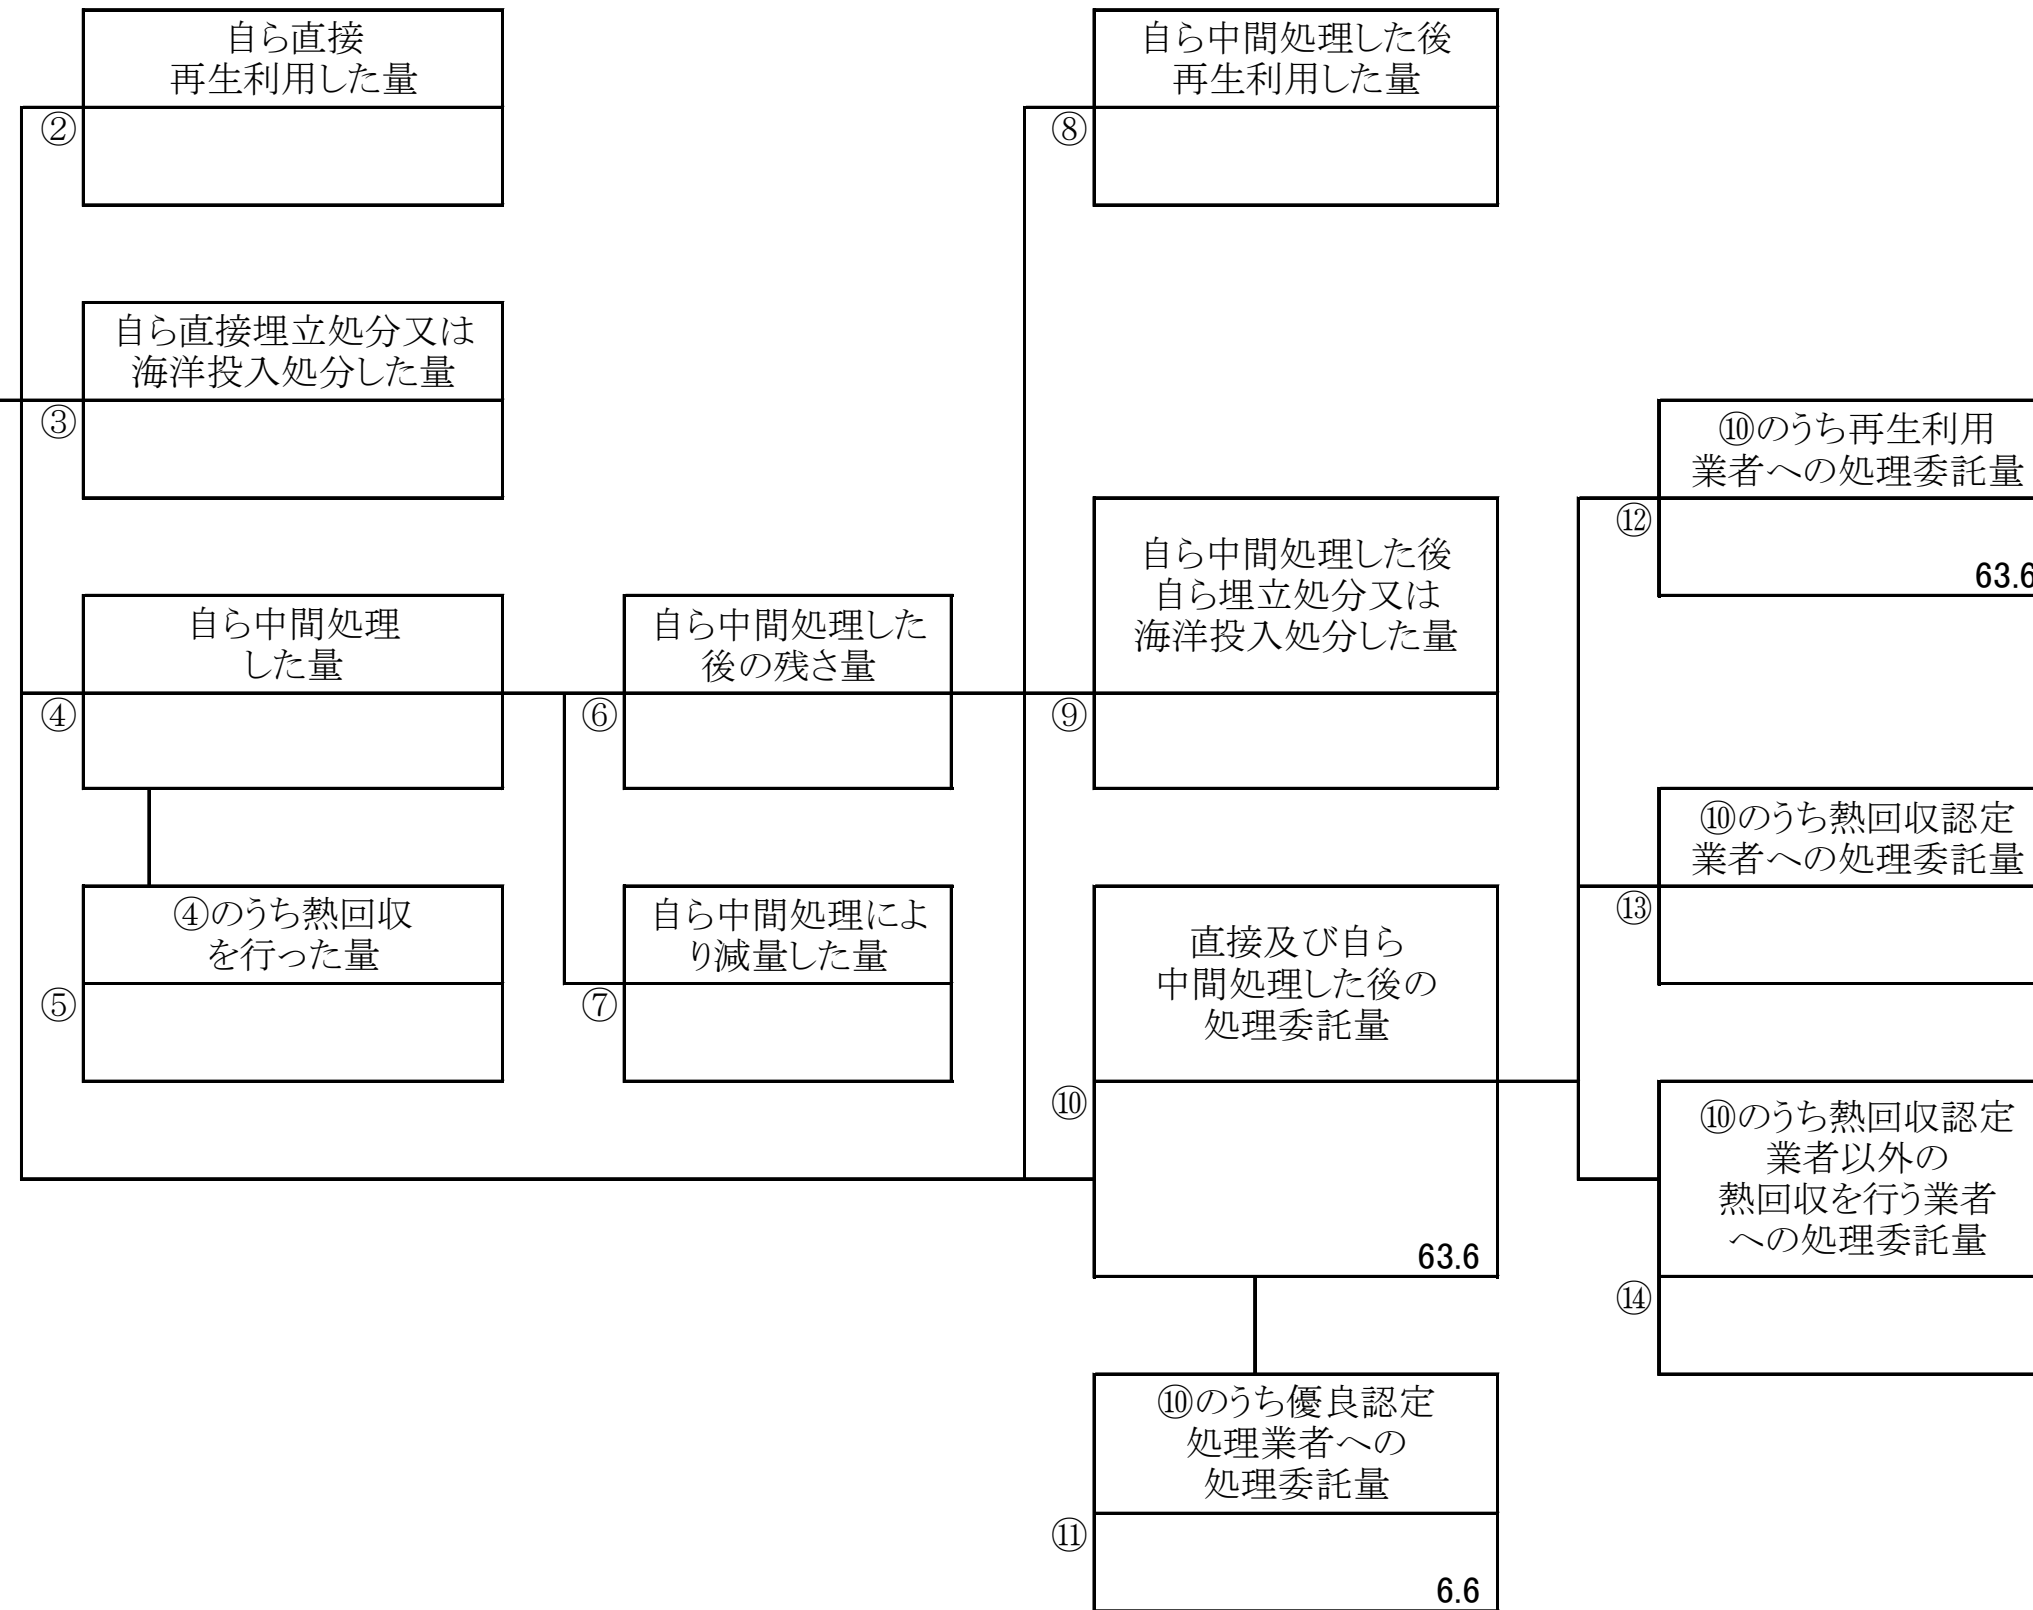 自ら直接
再生利用した量
②
自ら直接埋立処分又は
海洋投入処分した量
③
自ら中間処理
した量
④
④のうち熱回収
を行った量
⑤
自ら中間処理した
後の残さ量
⑥
自ら中間処理によ
り減量した量
⑦
自ら中間処理した後
再生利用した量
⑧
自ら中間処理した後
自ら埋立処分又は
海洋投入処分した量
⑨
直接及び自ら
中間処理した後の
処理委託量
⑩
63.6
⑩のうち優良認定
処理業者への
処理委託量
⑪
6.6
⑩のうち再生利用
業者への処理委託量
⑫
63.6
⑩のうち熱回収認定
業者への処理委託量
⑬
⑩のうち熱回収認定
業者以外の
熱回収を行う業者
への処理委託量
⑭